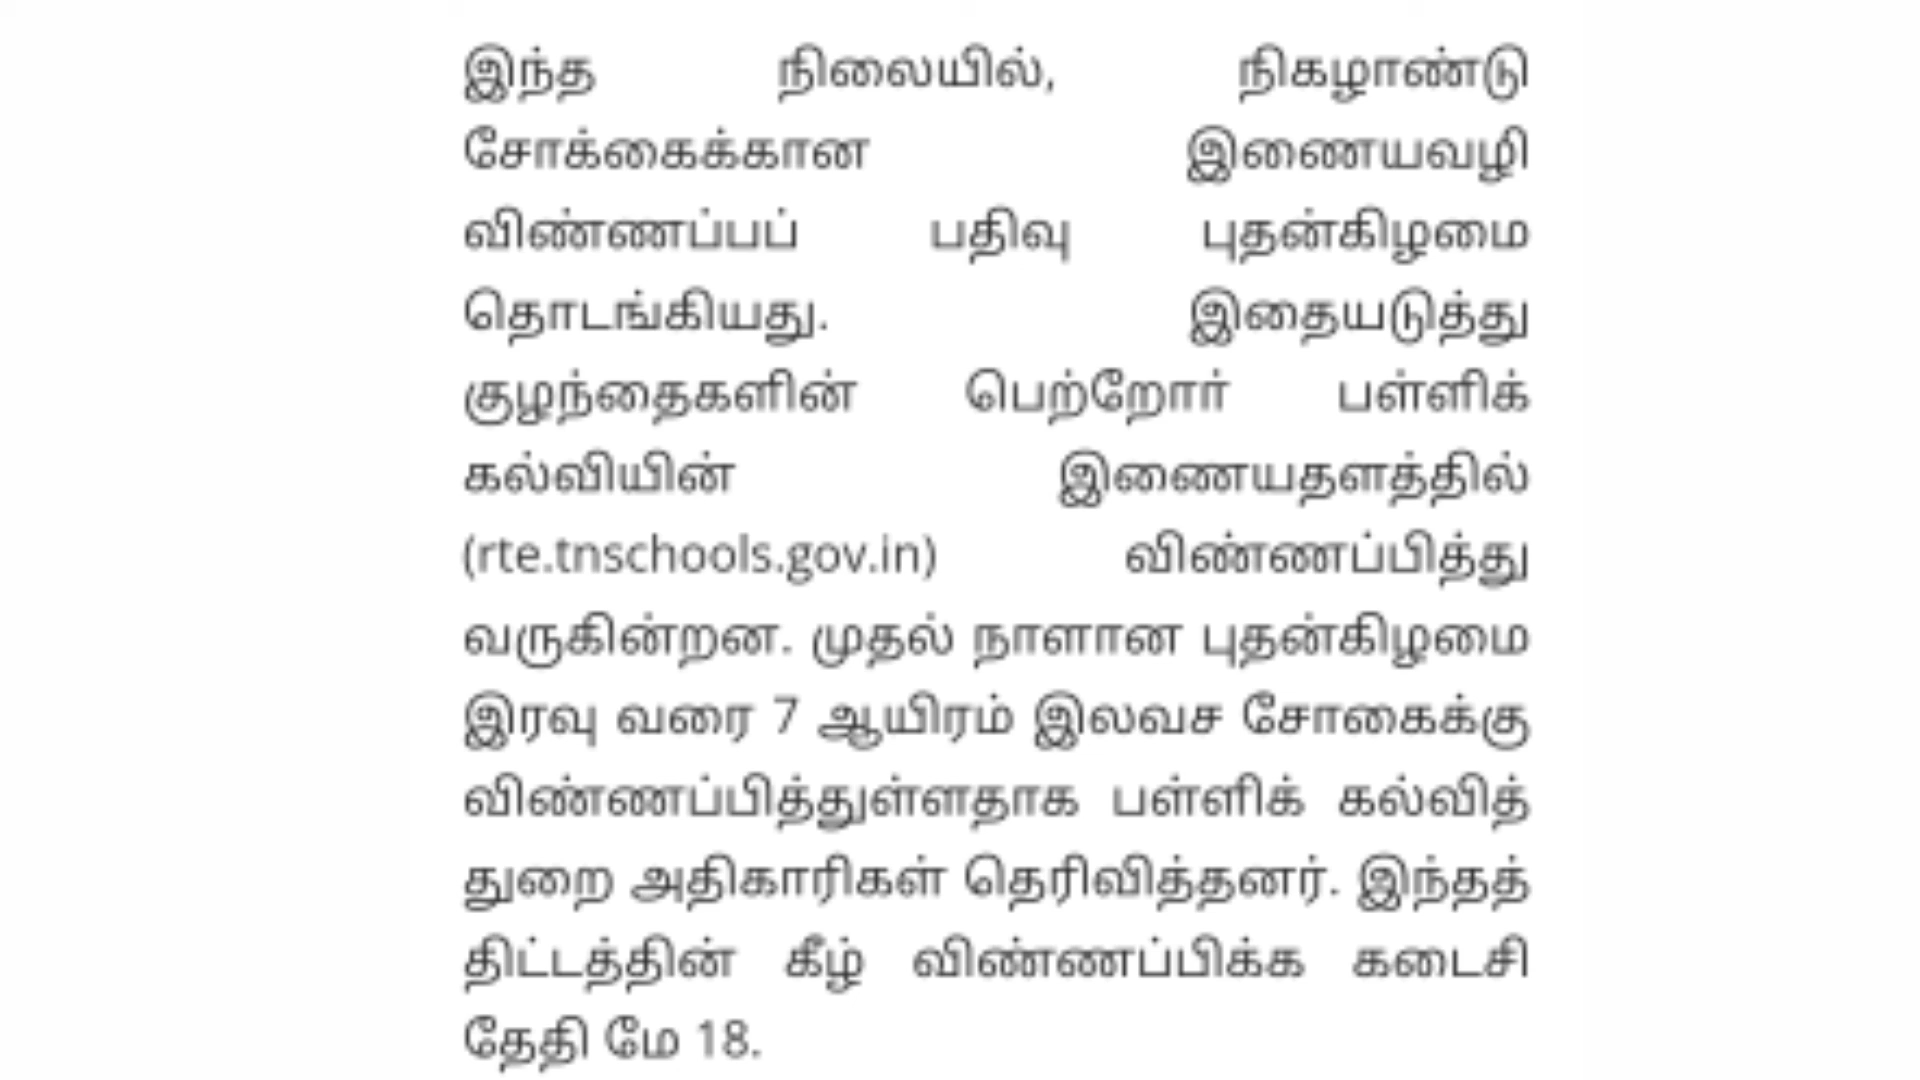 இந்த நிலையில், நிகழாண்டு
சோக்கைக்கான இணையவழி
விண்ணப்பப் பதிவு புதன்கிழமை
தொடங்கியது. இதையடுத்து
குழந்தைகளின் பெற்றோர் பள்ளிக்
கல்வியின் இணையதளத்தில்
(rte.tnschools.gov.in) விண்ணப்பித்து
வருகின்றன. முதல் நாளான புதன்கிழமை
இரவு வரை 7 ஆயிரம் இலவச சோகைக்கு
விண்ணப்பித்துள்ளதாக பள்ளிக் கல்வித்
துறை அதிகாரிகள் தெரிவித்தனர். இந்தத்
திட்டத்தின் கீழ் விண்ணப்பிக்க கடைசி
தேதி மே 18.